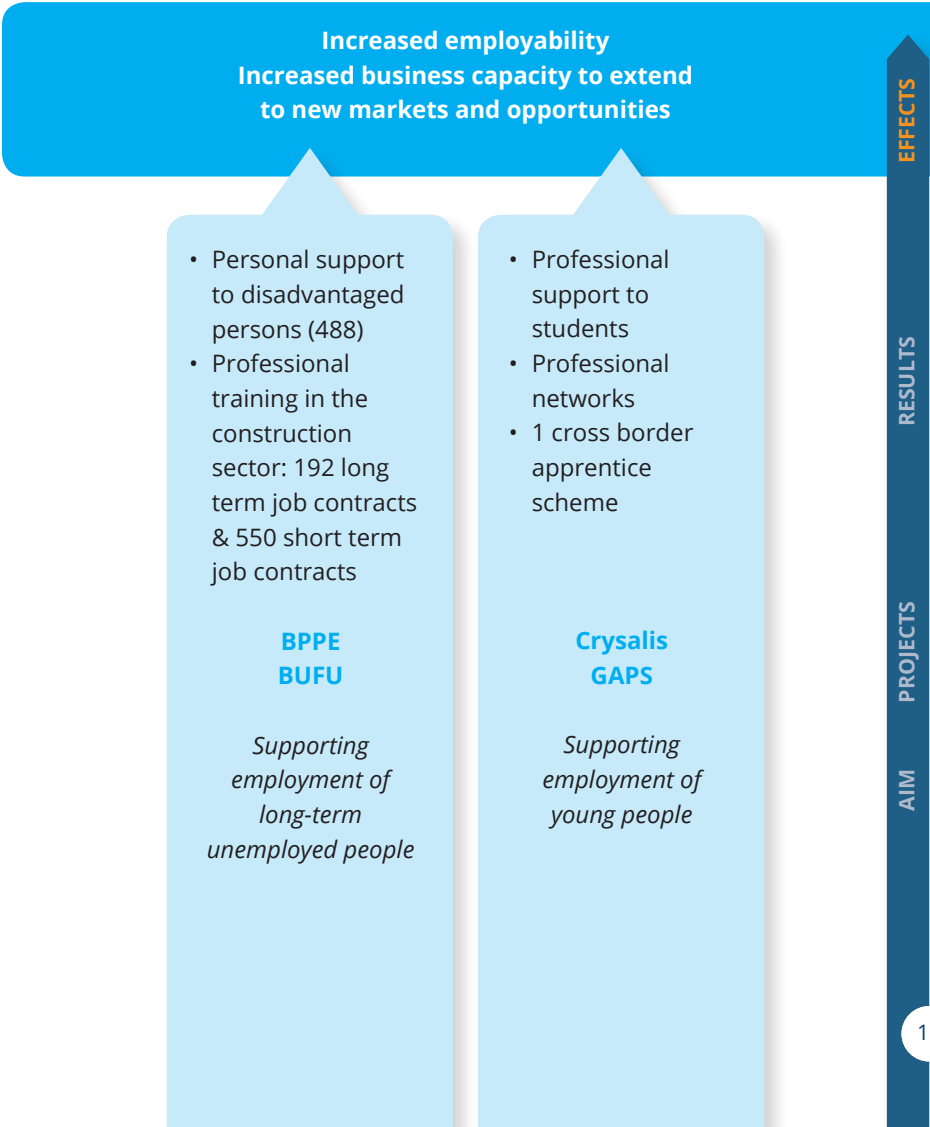 Increased employability
Increased business capacity to extend
to new markets and opportunities
• Personal support
to disadvantaged
persons (488)
• Professional
training in the
construction
sector: 192 long
term job contracts
& 550 short term
job contracts
BPPE
BUFU
Supporting
employment of
long-term
unemployed people
• Professional
support to
students
• Professional
networks
• 1 cross border
apprentice
scheme
Crysalis
GAPS
Supporting
employment of
young people
EFFECTS
RESULTS
PROJECTS
AIM
1